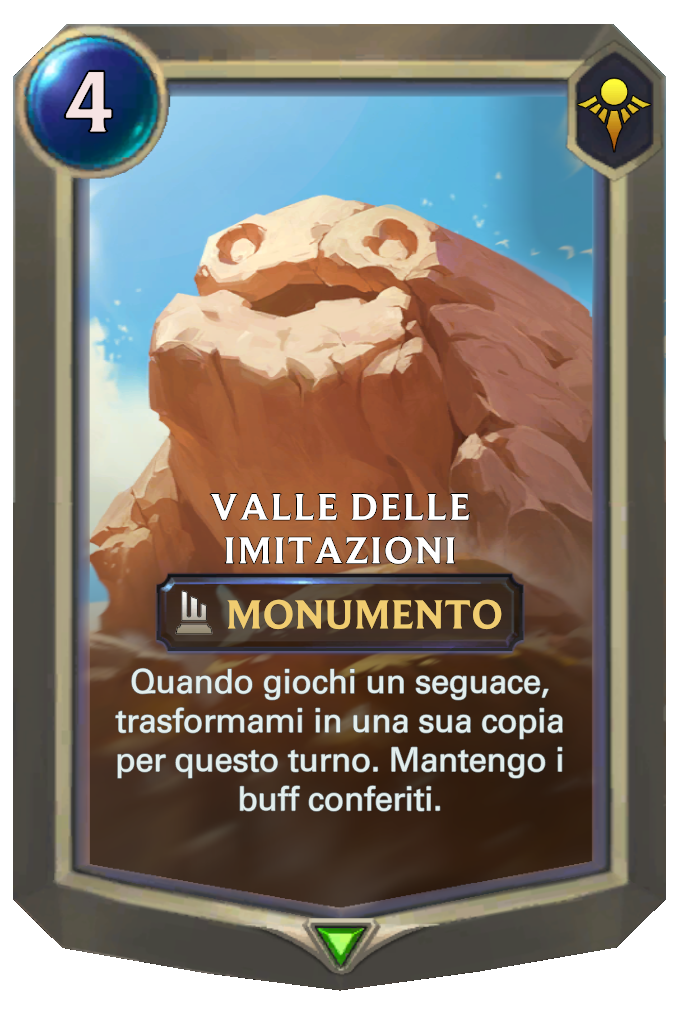 4
VALLE DELLE
IMITAZIONI
MONUMENTO
Quando giochi un seguace,
trasformami in una sua copia
per questo turno. Mantengo i
buff conferiti.